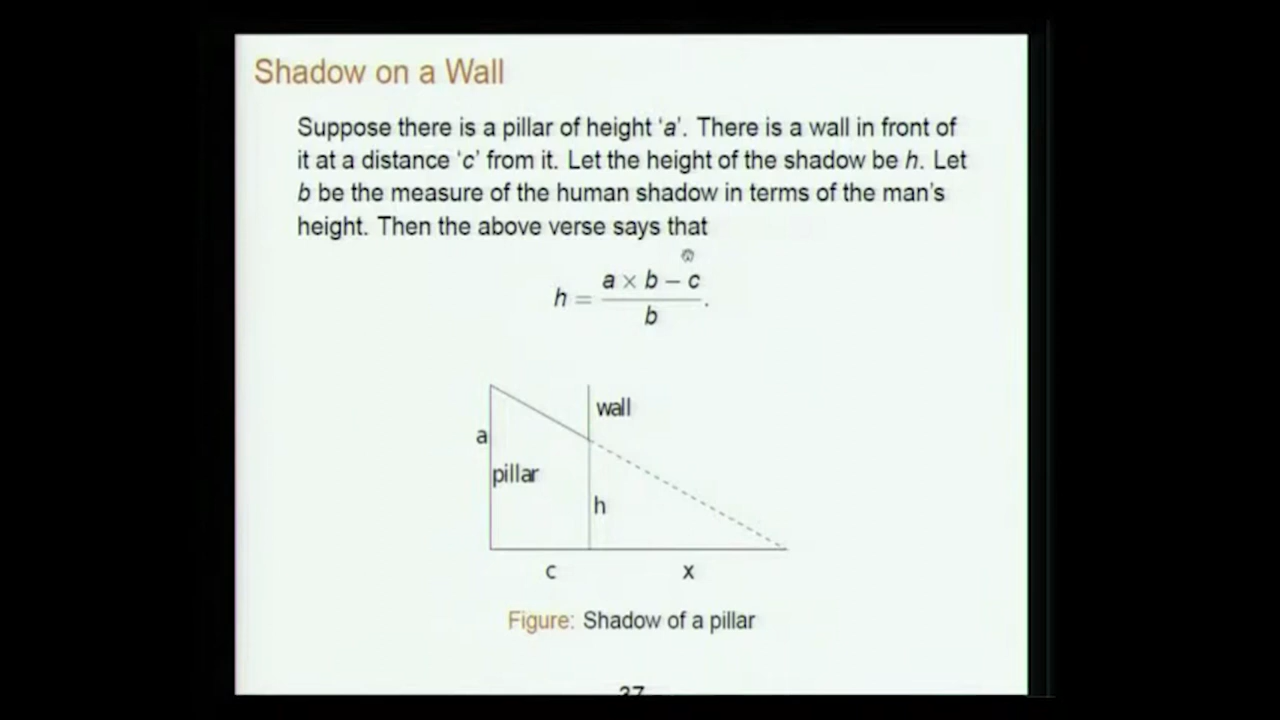 Shadow on a Wall
Suppose there is a pillar of height ‘a’. There is a wall in front of
it at a distance ‘c’ from it. Let the height of the shadow be h. Let
b be the measure of the human shadow in terms of the man’s
height. Then the above verse says that
h = a × b − c
b .
wall
a
pillar
h
c x
Figure: Shadow of a pillar
37